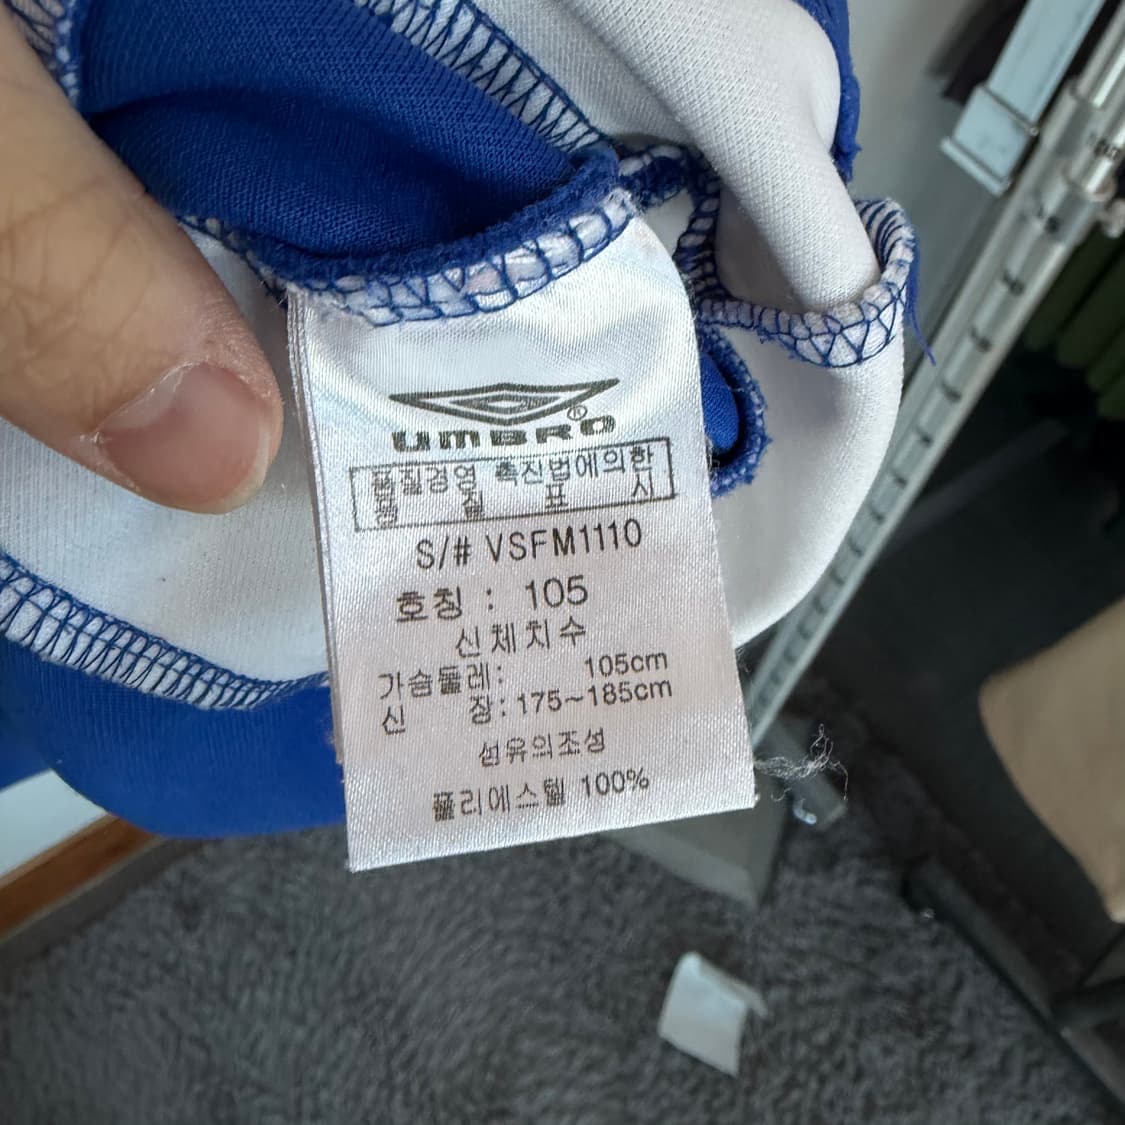 UMBRO®
품질경영 촉진법에의한
품 질 표 시
S/# VSFM1110
호칭 : 105
신체치수
가슴둘레: 105cm
신 장: 175~185cm
섬유의조성
폴리에스텔 100%